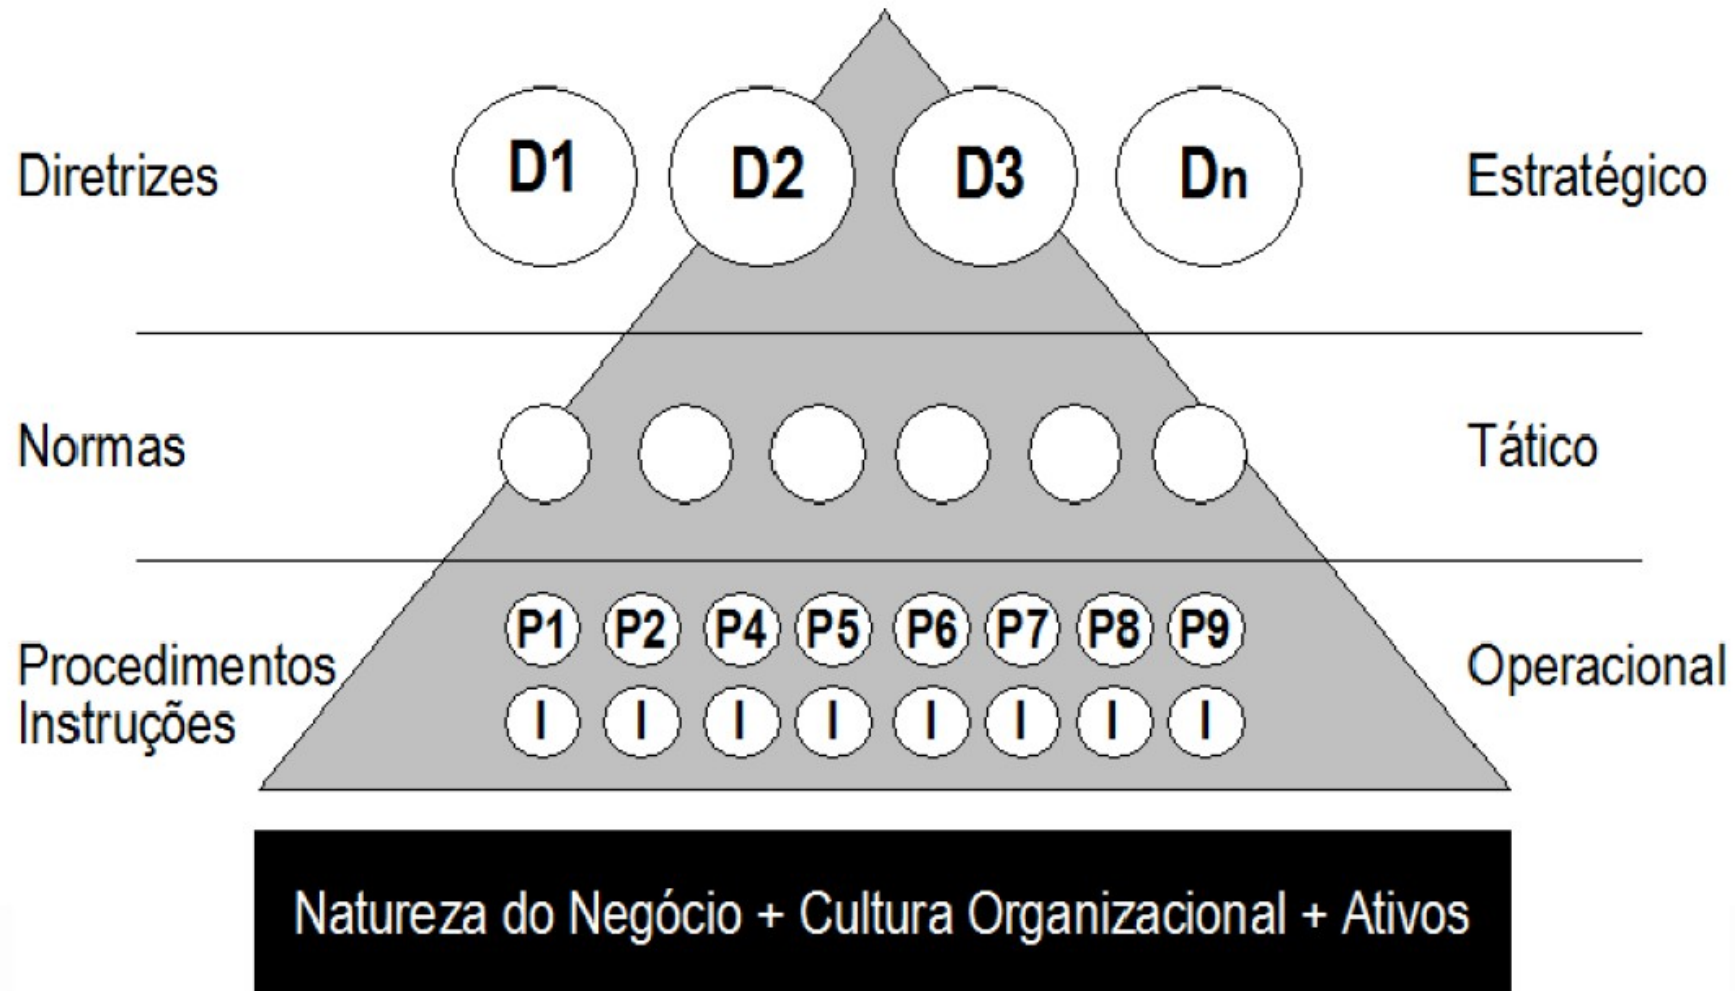 Diretrizes D1 D2 D3 Dn Estratégico
Normas Tático
P1 P2 P4 P5 P6 P7 P8 P9
Procedimentos Operacional
Instruções I I I I I I I I
Natureza do Negócio + Cultura Organizacional + Ativos